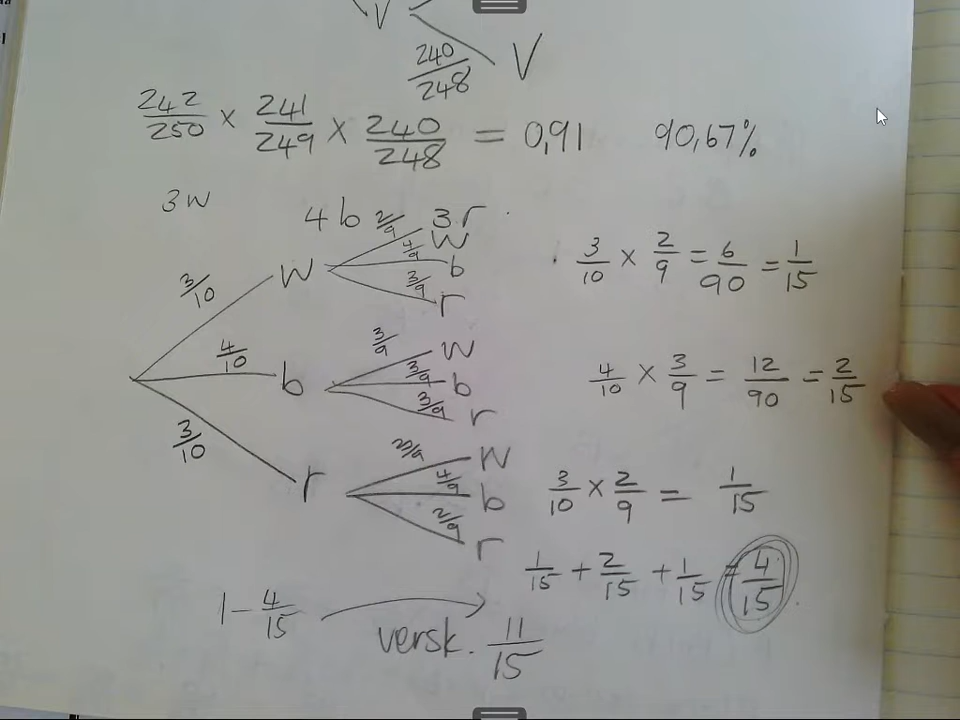 V
240/248 V
242/250 × 241/249 × 240/248 = 0,91 90,67%
3w 4b 3r
3/10 w 2/9 w
4/9 b
3/9 r
3/10 × 2/9 = 6/90 = 1/15
4/10 b 3/9 w
3/9 b
3/9 r
4/10 × 3/9 = 12/90 = 2/15
3/10 r w
4/9 b
2/9 r
3/10 × 2/9 = 1/15
1/15 + 2/15 + 1/15 = 4/15
1 - 4/15
versk. 11/15